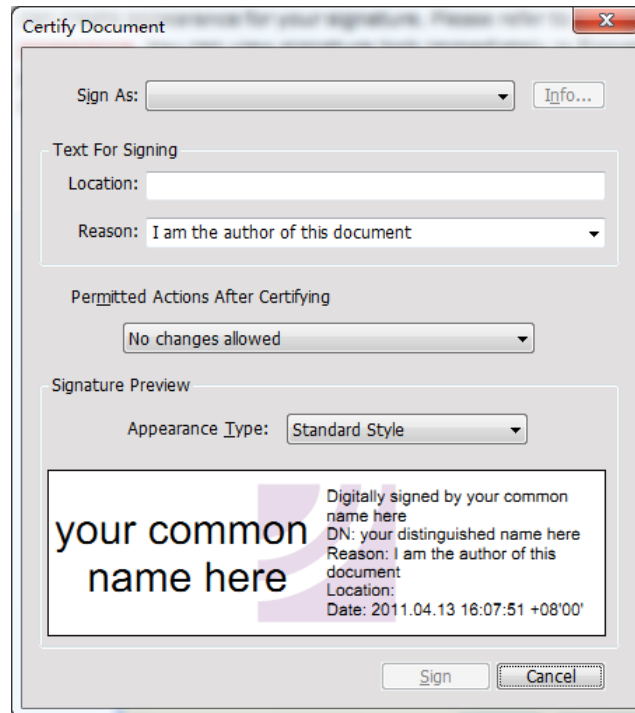 Certify Document
Sign As:
Info...
Text For Signing
Location:
Reason: I am the author of this document
Permitted Actions After Certifying
No changes allowed
Signature Preview
Appearance Type: Standard Style
your common
name here
Digitally signed by your common
name here
DN: your distinguished name here
Reason: I am the author of this
document
Location:
Date: 2011.04.13 16:07:51 +08'00'
Sign
Cancel